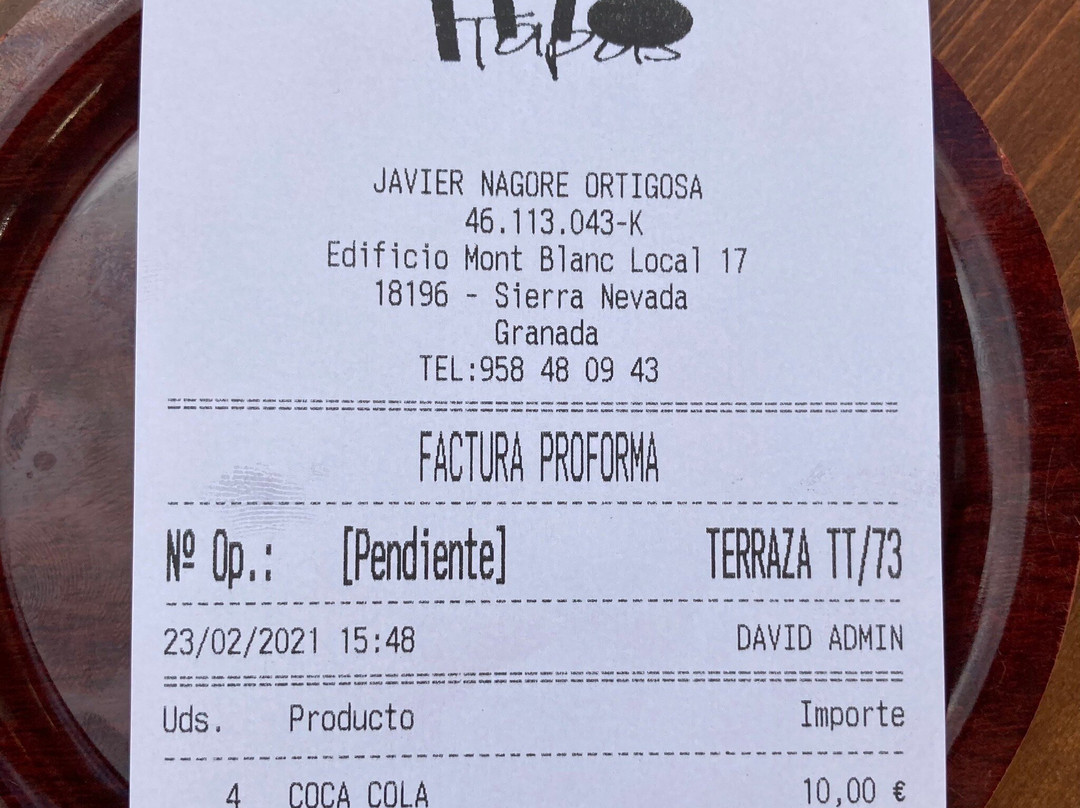 Tapas
JAVIER NAGORE ORTIGOSA
46.113.043-K
Edificio Mont Blanc Local 17
18196 - Sierra Nevada
Granada
TEL:958 48 09 43
FACTURA PROFORMA
Nº Op.: [Pendiente] TERRAZA TT/73
23/02/2021 15:48 DAVID ADMIN
Uds. Producto Importe
4 COCA COLA 10,00 €